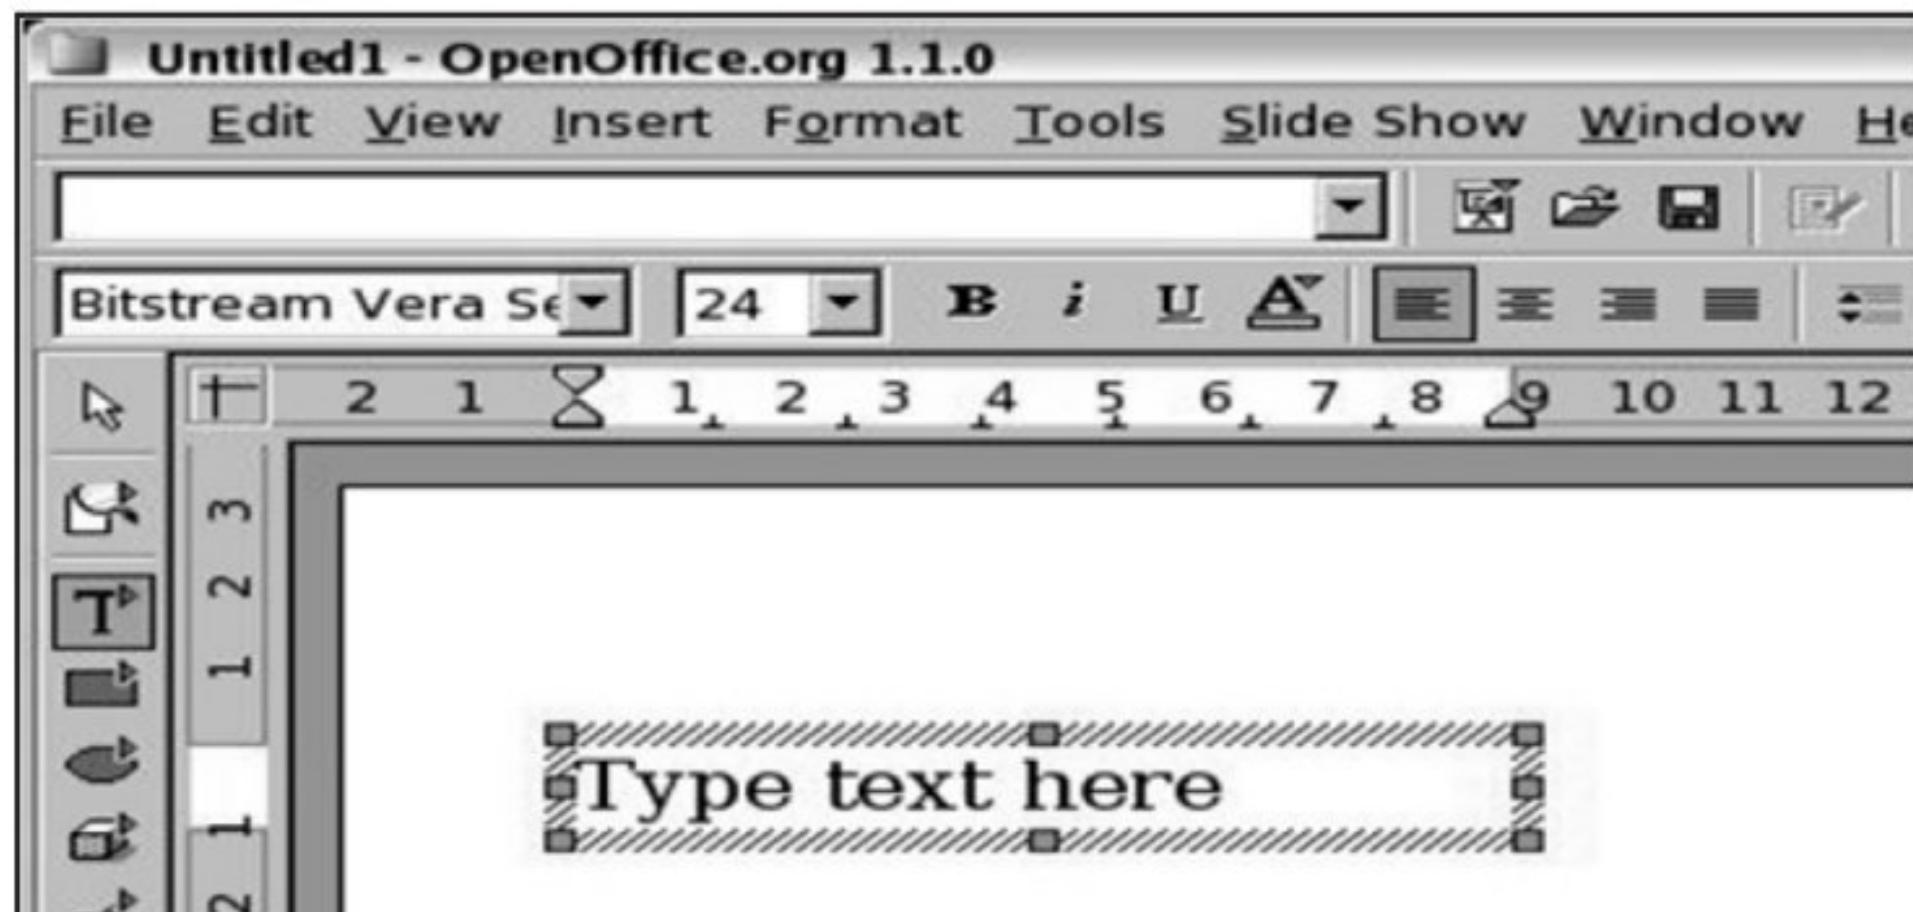 Untitled1 - OpenOffice.org 1.1.0
File Edit View Insert Format Tools Slide Show Window He
Bitstream Vera Se 24 B i U A
2 1 1 2 3 4 5 6 7 8 9 10 11 12
3
2
T
1
Type text here
1
2